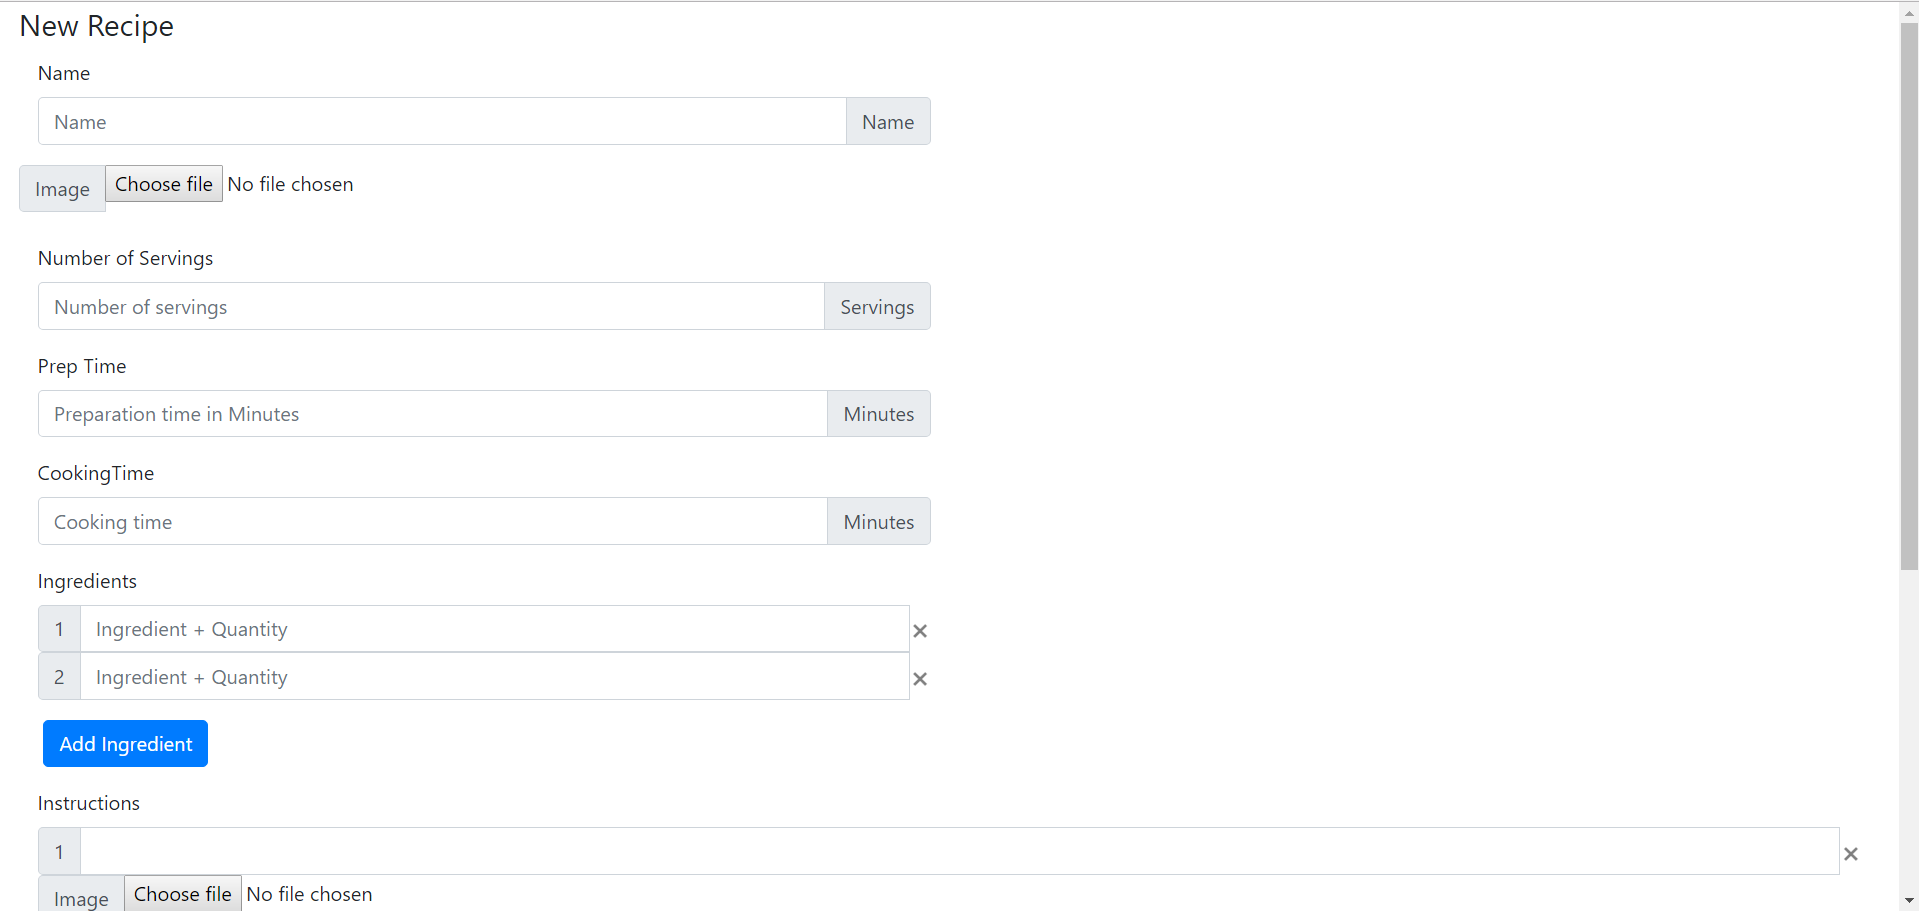 New Recipe
Name
Name Name
Image Choose file No file chosen
Number of Servings
Number of servings Servings
Prep Time
Preparation time in Minutes Minutes
CookingTime
Cooking time Minutes
Ingredients
1 Ingredient + Quantity
2 Ingredient + Quantity
Add Ingredient
Instructions
1
Image Choose file No file chosen